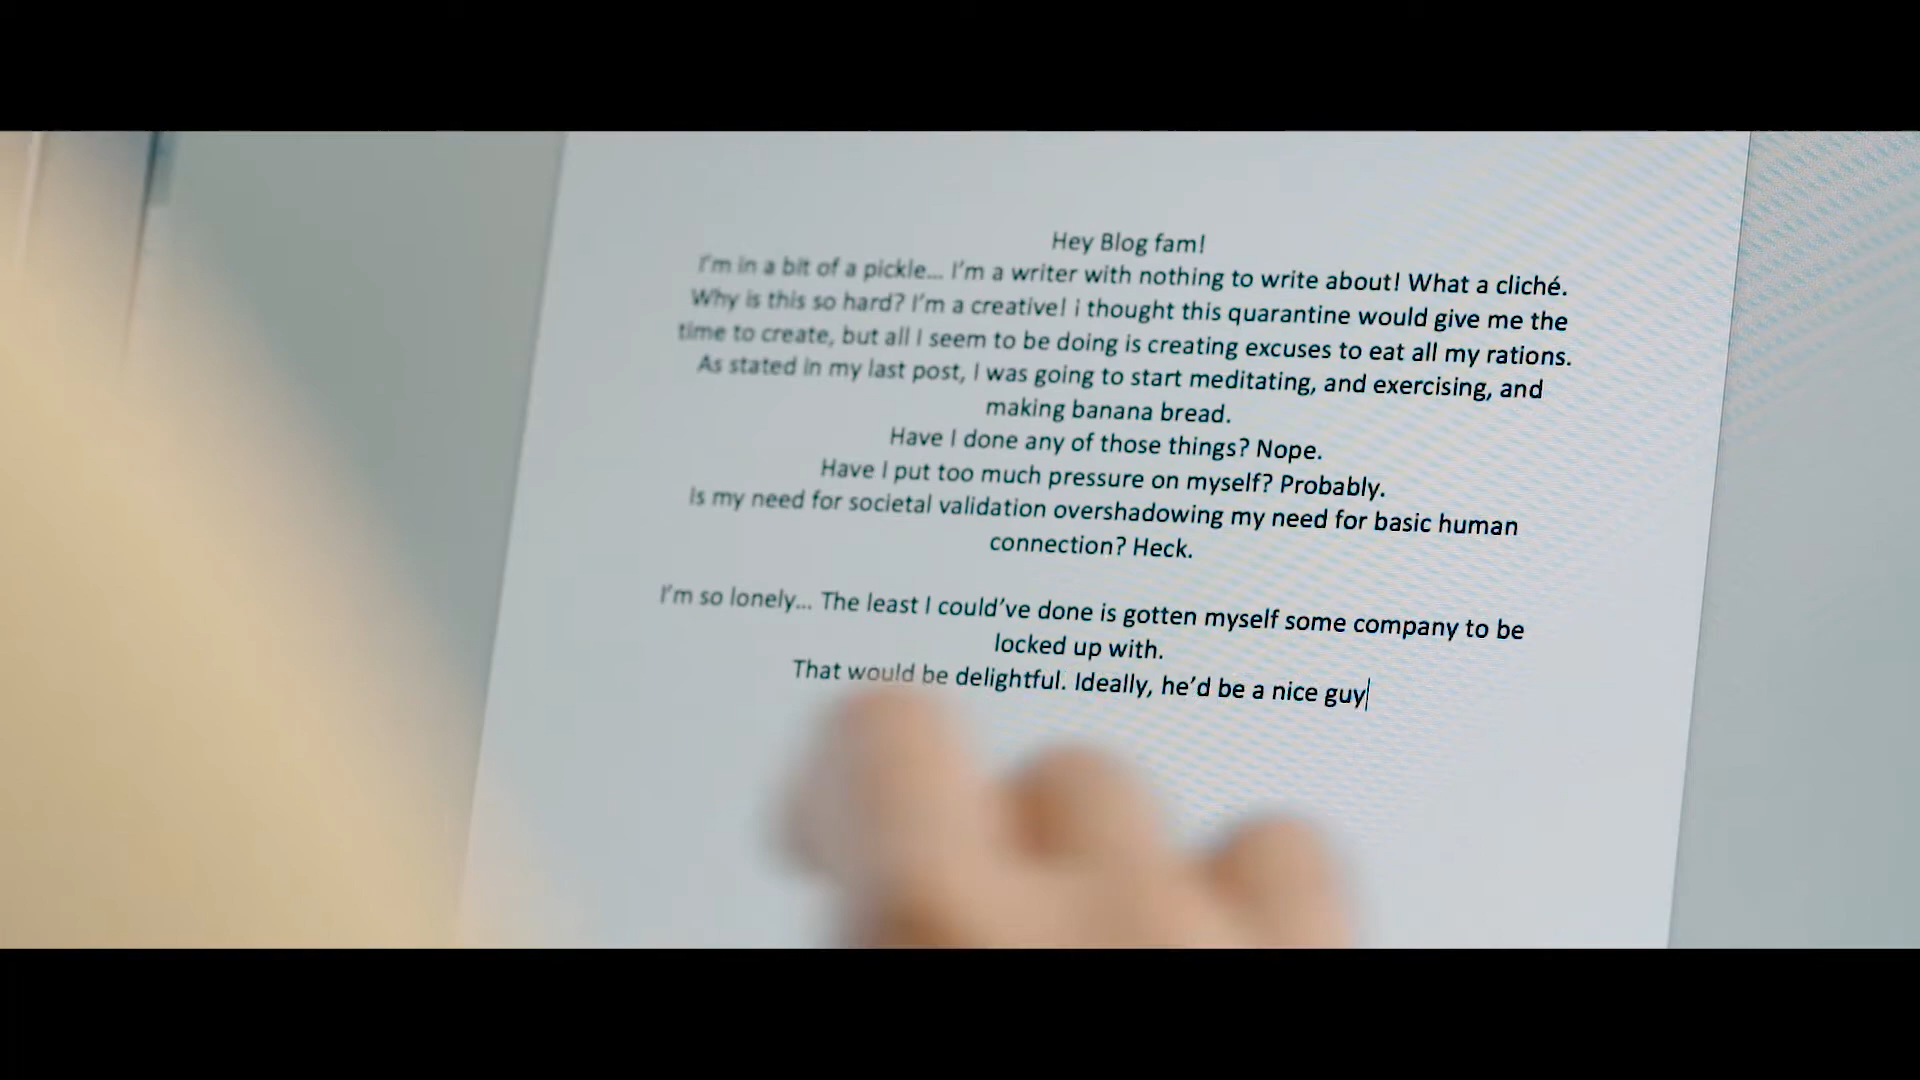 Hey Blog fam!
I'm in a bit of a pickle... I'm a writer with nothing to write about! What a cliché.
Why is this so hard? I'm a creative! i thought this quarantine would give me the
time to create, but all I seem to be doing is creating excuses to eat all my rations.
As stated in my last post, I was going to start meditating, and exercising, and
making banana bread.
Have I done any of those things? Nope.
Have I put too much pressure on myself? Probably.
Is my need for societal validation overshadowing my need for basic human
connection? Heck.
I'm so lonely... The least I could've done is gotten myself some company to be
locked up with.
That would be delightful. Ideally, he'd be a nice guy